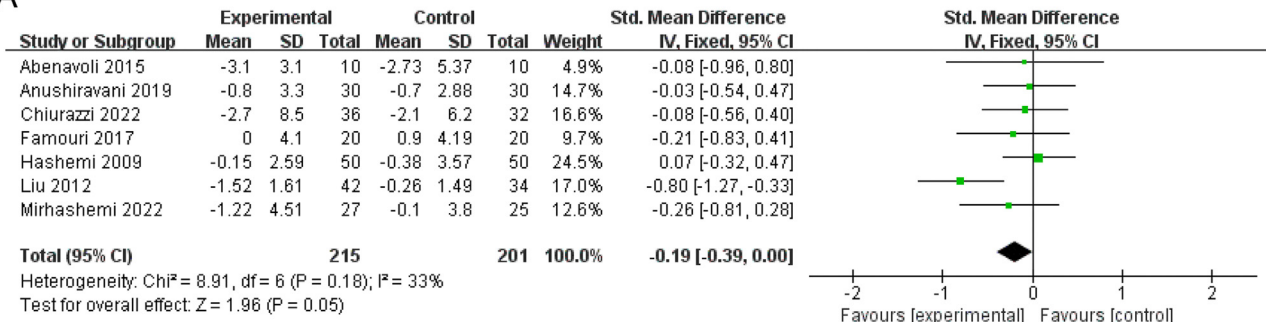 A
Experimental Control Std. Mean Difference Std. Mean Difference
Study or Subgroup Mean SD Total Mean SD Total Weight IV, Fixed, 95% CI IV, Fixed, 95% CI
Abenavoli 2015 -3.1 3.1 10 -2.73 5.37 10 4.9% -0.08 [-0.96, 0.80]
Anushiravani 2019 -0.8 3.3 30 -0.7 2.88 30 14.7% -0.03 [-0.54, 0.47]
Chiurazzi 2022 -2.7 8.5 36 -2.1 6.2 32 16.6% -0.08 [-0.56, 0.40]
Famouri 2017 0 4.1 20 0.9 4.19 20 9.7% -0.21 [-0.83, 0.41]
Hashemi 2009 -0.15 2.59 50 -0.38 3.57 50 24.5% 0.07 [-0.32, 0.47]
Liu 2012 -1.52 1.61 42 -0.26 1.49 34 17.0% -0.80 [-1.27, -0.33]
Mirhashemi 2022 -1.22 4.51 27 -0.1 3.8 25 12.6% -0.26 [-0.81, 0.28]
Total (95% CI) 215 201 100.0% -0.19 [-0.39, 0.00]
Heterogeneity: Chi² = 8.91, df = 6 (P = 0.18); I² = 33%
Test for overall effect: Z = 1.96 (P = 0.05)
-2 -1 0 1 2
Favours [experimental] Favours [control]